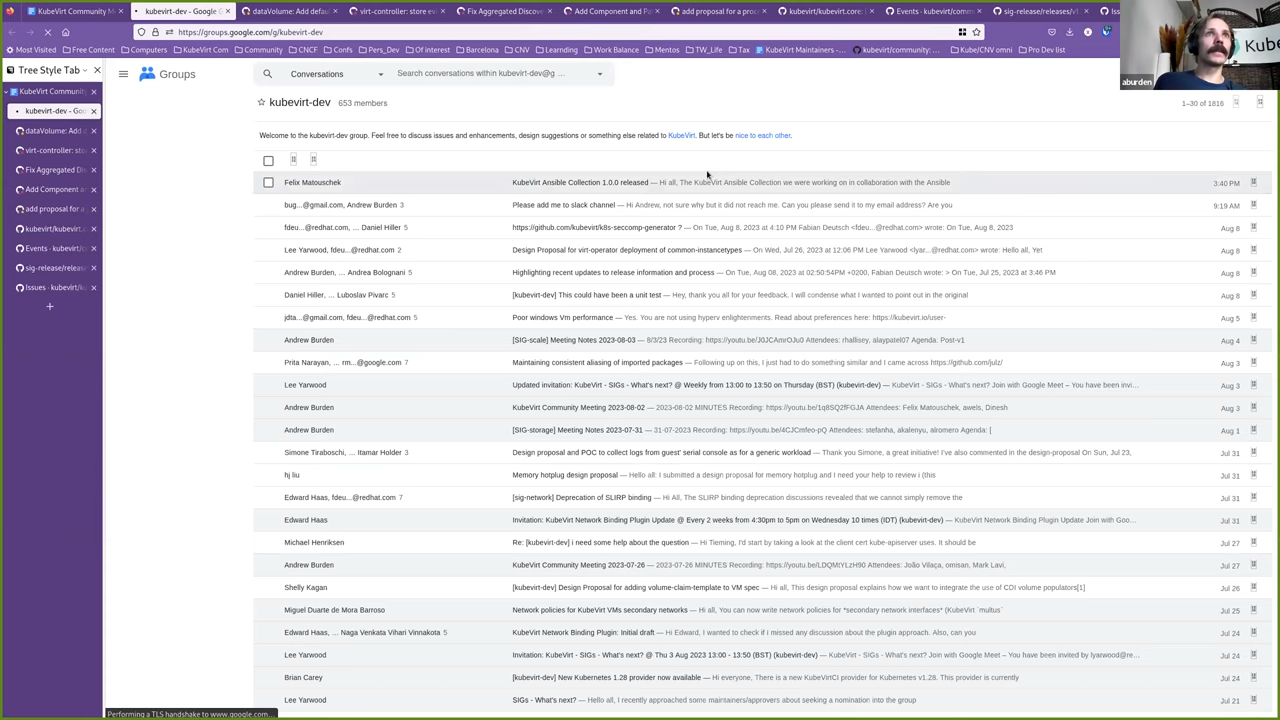 KubeVirt Community M
kubevirt-dev - Google G
dataVolume: Add defau
virt-controller: store ev
Fix Aggregated Discove
Add Component and Pa
add proposal for a proc
kubevirt/kubevirt: Kube
Events · kubevirt/comm
sig-release/releases/v1
Iss
https://groups.google.com/g/kubevirt-dev
Most Visited
Free Content
Computers
KubeVirt Com
Community
CNCF
Confs
Pers_Dev
Of interest
Barcelona
CNV
Learnding
Work Balance
Mentos
TW_Life
Tax
KubeVirt Maintainers -...
kubevirt/community: ...
Kube/CNV omni
Pro Dev list
Kube
aburden
Tree Style Tab
KubeVirt Community
kubevirt-dev - Goo
dataVolume: Add d
virt-controller: sto
Fix Aggregated Di
Add Component an
add proposal for a
kubevirt/kubevirt:
Events · kubevirt/
sig-release/releas
Issues · kubevirt/k
Groups
Conversations
Search conversations within kubevirt-dev@g ...
kubevirt-dev 653 members
1–30 of 1816
Welcome to the kubevirt-dev group. Feel free to discuss issues and enhancements, design suggestions or something else related to KubeVirt. But let's be nice to each other.
Felix Matouschek KubeVirt Ansible Collection 1.0.0 released — Hi all, The KubeVirt Ansible Collection we were working on in collaboration with the Ansible 3:40 PM
bug...@gmail.com, Andrew Burden 3 Please add me to slack channel — Hi Andrew, not sure why but it did not reach me. Can you please send it to my email address? Are you 9:19 AM
fdeu...@redhat.com, ... Daniel Hiller 5 https://github.com/kubevirt/k8s-seccomp-generator ? — On Tue, Aug 8, 2023 at 4:10 PM Fabian Deutsch <fdeu...@redhat.com> wrote: On Tue, Aug 8, 2023 Aug 8
Lee Yarwood, fdeu...@redhat.com 2 Design Proposal for virt-operator deployment of common-instancetypes — On Wed, Jul 26, 2023 at 12:06 PM Lee Yarwood <lyar...@redhat.com> wrote: Hello all, Yet Aug 8
Andrew Burden, ... Andrea Bolognani 5 Highlighting recent updates to release information and process — On Tue, Aug 08, 2023 at 02:50:54PM +0200, Fabian Deutsch wrote: > On Tue, Jul 25, 2023 at 3:46 PM Aug 8
Daniel Hiller, ... Luboslav Pivarc 5 [kubevirt-dev] This could have been a unit test — Hey, thank you all for your feedback. I will condense what I wanted to point out in the original Aug 8
jdta...@gmail.com, fdeu...@redhat.com 5 Poor windows Vm performance — Yes. You are not using hyperv enlightenments. Read about preferences here: https://kubevirt.io/user- Aug 5
Andrew Burden [SIG-scale] Meeting Notes 2023-08-03 — 8/3/23 Recording: https://youtu.be/J0JCAmrOJu0 Attendees: rhallisey, alaypatel07 Agenda: Post-v1 Aug 4
Prita Narayan, ... rm...@google.com 7 Maintaining consistent aliasing of imported packages — Following up on this, I just had to do something similar and I came across https://github.com/julz/ Aug 3
Lee Yarwood Updated invitation: KubeVirt - SIGs - What's next? @ Weekly from 13:00 to 13:50 on Thursday (BST) (kubevirt-dev) — KubeVirt - SIGs - What's next? Join with Google Meet – You have been invi... Aug 3
Andrew Burden KubeVirt Community Meeting 2023-08-02 — 2023-08-02 MINUTES Recording: https://youtu.be/1q8SQ2fFGJA Attendees: Felix Matouschek, awels, Dinesh Aug 3
Andrew Burden [SIG-storage] Meeting Notes 2023-07-31 — 31-07-2023 Recording: https://youtu.be/4CJCmfeo-pQ Attendees: stefanha, akalenyu, alromero Agenda: [ Aug 1
Simone Tiraboschi, ... Itamar Holder 3 Design proposal and POC to collect logs from guest' serial console as for a generic workload — Thank you Simone, a great initiative! I've also commented in the design-proposal On Sun, Jul 23, Jul 31
hj liu Memory hotplug design proposal — Hello all: I submitted a design proposal for memory hotplug and I need your help to review i (this Jul 31
Edward Haas, fdeu...@redhat.com 7 [sig-network] Deprecation of SLIRP binding — Hi All, The SLIRP binding deprecation discussions revealed that we cannot simply remove the Jul 31
Edward Haas Invitation: KubeVirt Network Binding Plugin Update @ Every 2 weeks from 4:30pm to 5pm on Wednesday 10 times (IDT) (kubevirt-dev) — KubeVirt Network Binding Plugin Update Join with Goo... Jul 31
Michael Henriksen Re: [kubevirt-dev] i need some help about the question — Hi Tieming, I'd start by taking a look at the client cert kube-apiserver uses. It should be Jul 27
Andrew Burden KubeVirt Community Meeting 2023-07-26 — 2023-07-26 MINUTES Recording: https://youtu.be/LDQMtYLzH90 Attendees: João Vilaça, omisan, Mark Lavi, Jul 27
Shelly Kagan [kubevirt-dev] Design Proposal for adding volume-claim-template to VM spec — Hi all, This design proposal explains how we want to integrate the use of CDI volume populators[1] Jul 26
Miguel Duarte de Mora Barroso Network policies for KubeVirt VMs secondary networks — Hi all, You can now write network policies for *secondary network interfaces* (KubeVirt `multus` Jul 25
Edward Haas, ... Naga Venkata Vihari Vinnakota 5 KubeVirt Network Binding Plugin: Initial draft — Hi Edward, I wanted to check if I missed any discussion about the plugin approach. Also, can you Jul 24
Lee Yarwood Invitation: KubeVirt - SIGs - What's next? @ Thu 3 Aug 2023 13:00 - 13:50 (BST) (kubevirt-dev) — KubeVirt - SIGs - What's next? Join with Google Meet – You have been invited by lyarwood@re... Jul 24
Brian Carey [kubevirt-dev] New Kubernetes 1.28 provider now available — Hi everyone, There is a new KubeVirtCI provider for Kubernetes v1.28. This provider is currently Jul 24
Lee Yarwood SIGs - What's next? — Hello all, I recently approached some maintainers/approvers about seeking a nomination into the group Jul 21
Performing a TLS handshake to www.google.com...